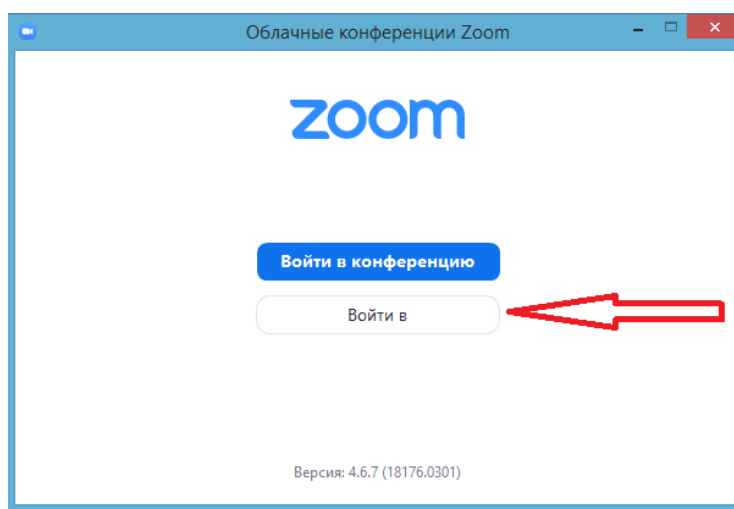 Облачные конференции Zoom
zoom
Войти в конференцию
Войти в
Версия: 4.6.7 (18176.0301)